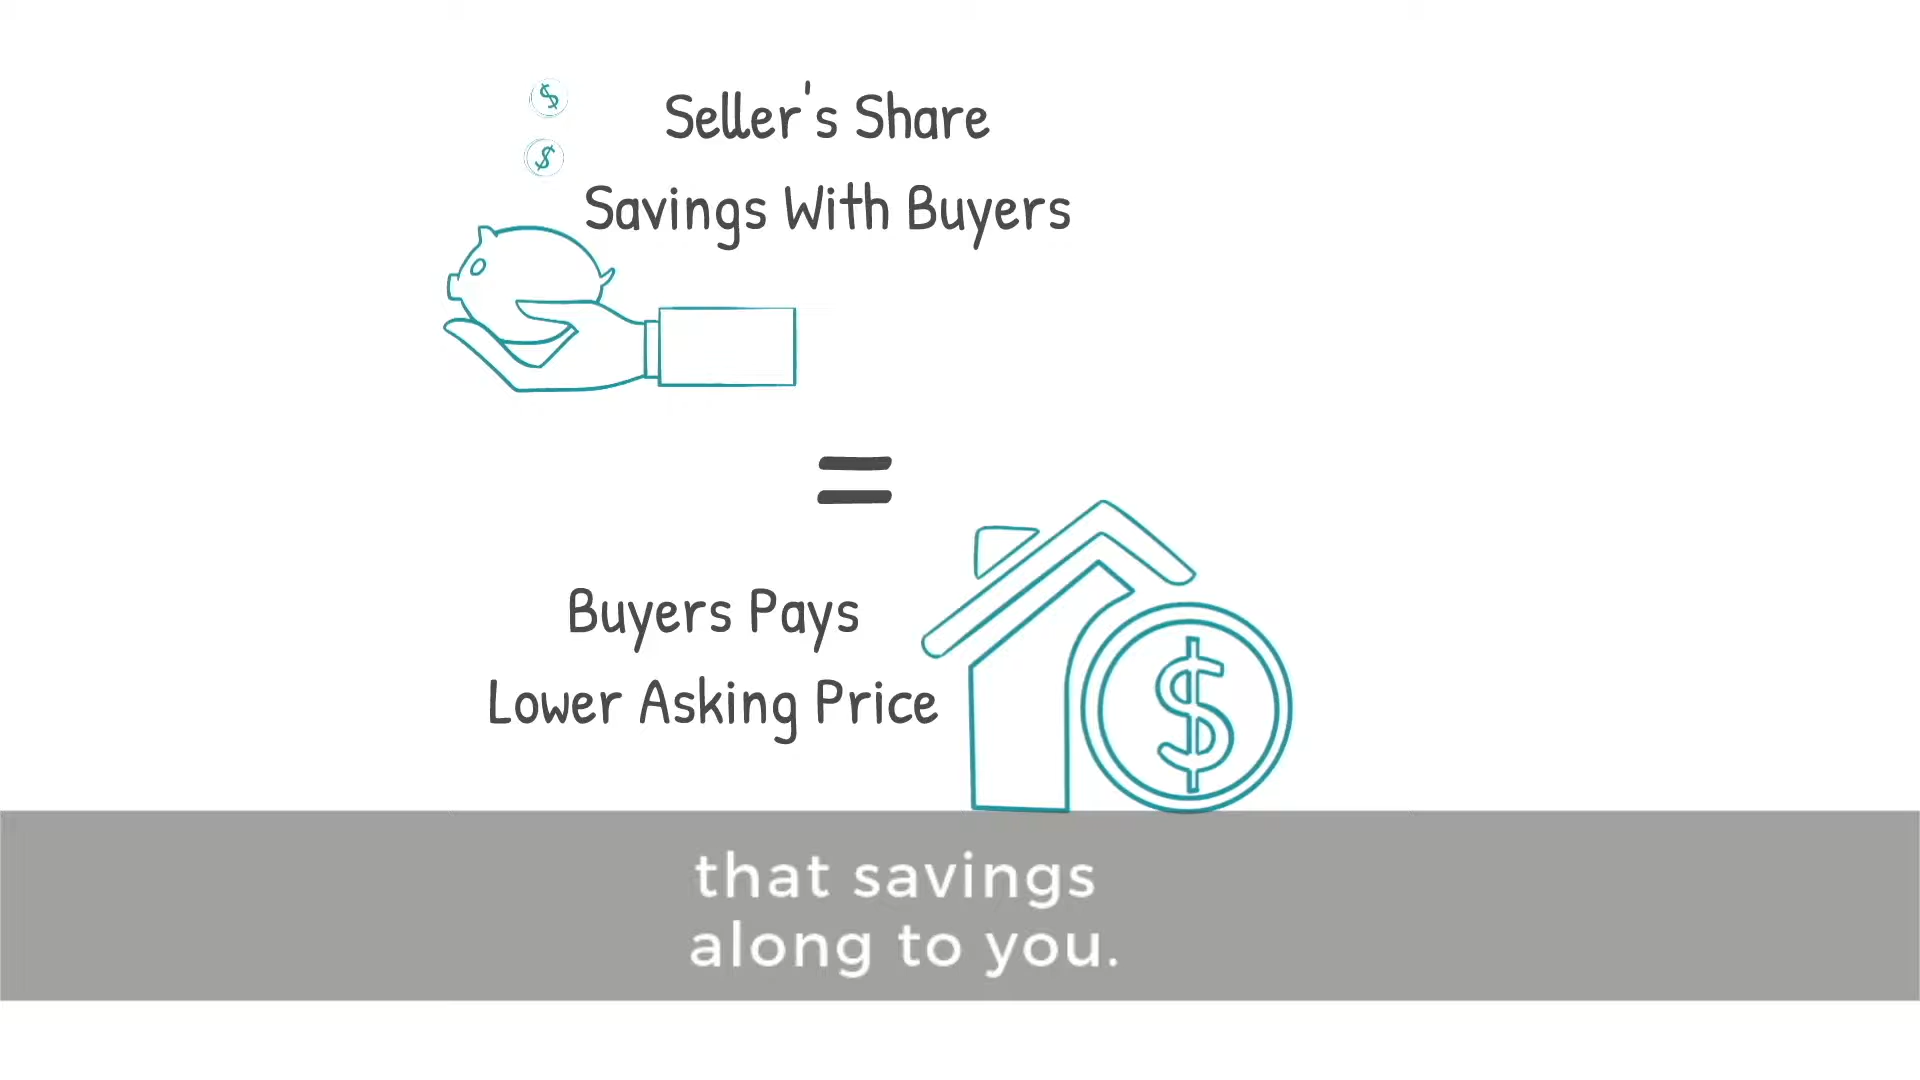 Seller's Share
Savings With Buyers
=
Buyers Pays
Lower Asking Price
$
that savings
along to you.